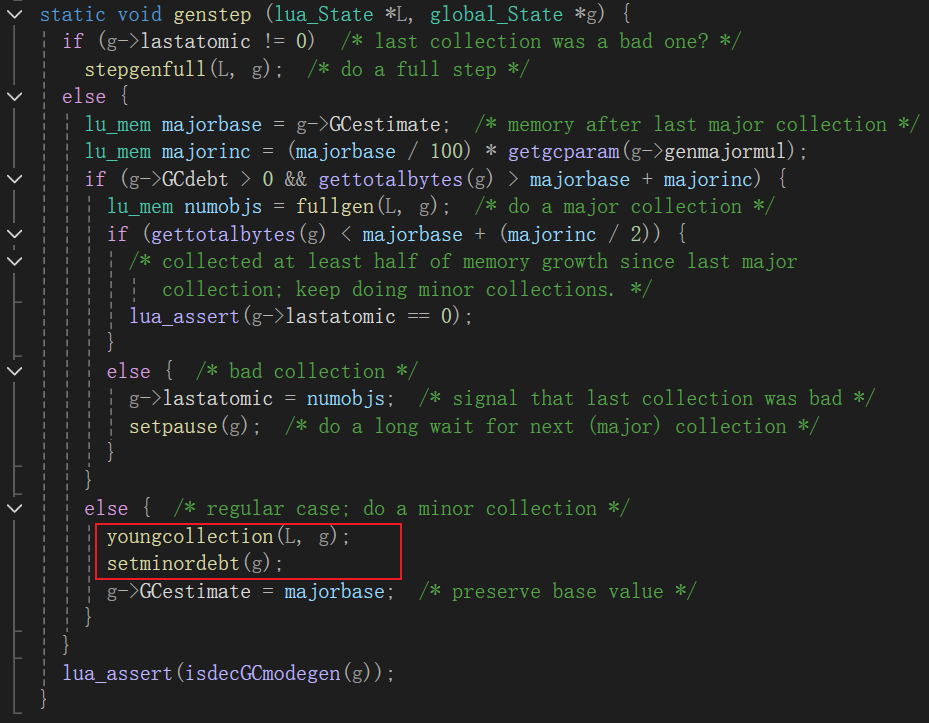 static void genstep (lua_State *L, global_State *g) {
if (g->lastatomic != 0)  /* last collection was a bad one? */
stepgenfull(L, g);  /* do a full step */
else {
lu_mem majorbase = g->GCestimate;  /* memory after last major collection */
lu_mem majorinc = (majorbase / 100) * getgcparam(g->genmajormul);
if (g->GCdebt > 0 && gettotalbytes(g) > majorbase + majorinc) {
lu_mem numobjs = fullgen(L, g);  /* do a major collection */
if (gettotalbytes(g) < majorbase + (majorinc / 2)) {
/* collected at least half of memory growth since last major
collection; keep doing minor collections. */
lua_assert(g->lastatomic == 0);
}
else {  /* bad collection */
g->lastatomic = numobjs;  /* signal that last collection was bad */
setpause(g);  /* do a long wait for next (major) collection */
}
}
else {  /* regular case; do a minor collection */
youngcollection(L, g);
setminordebt(g);
g->GCestimate = majorbase;  /* preserve base value */
}
}
lua_assert(isdecGCmodegen(g));
}